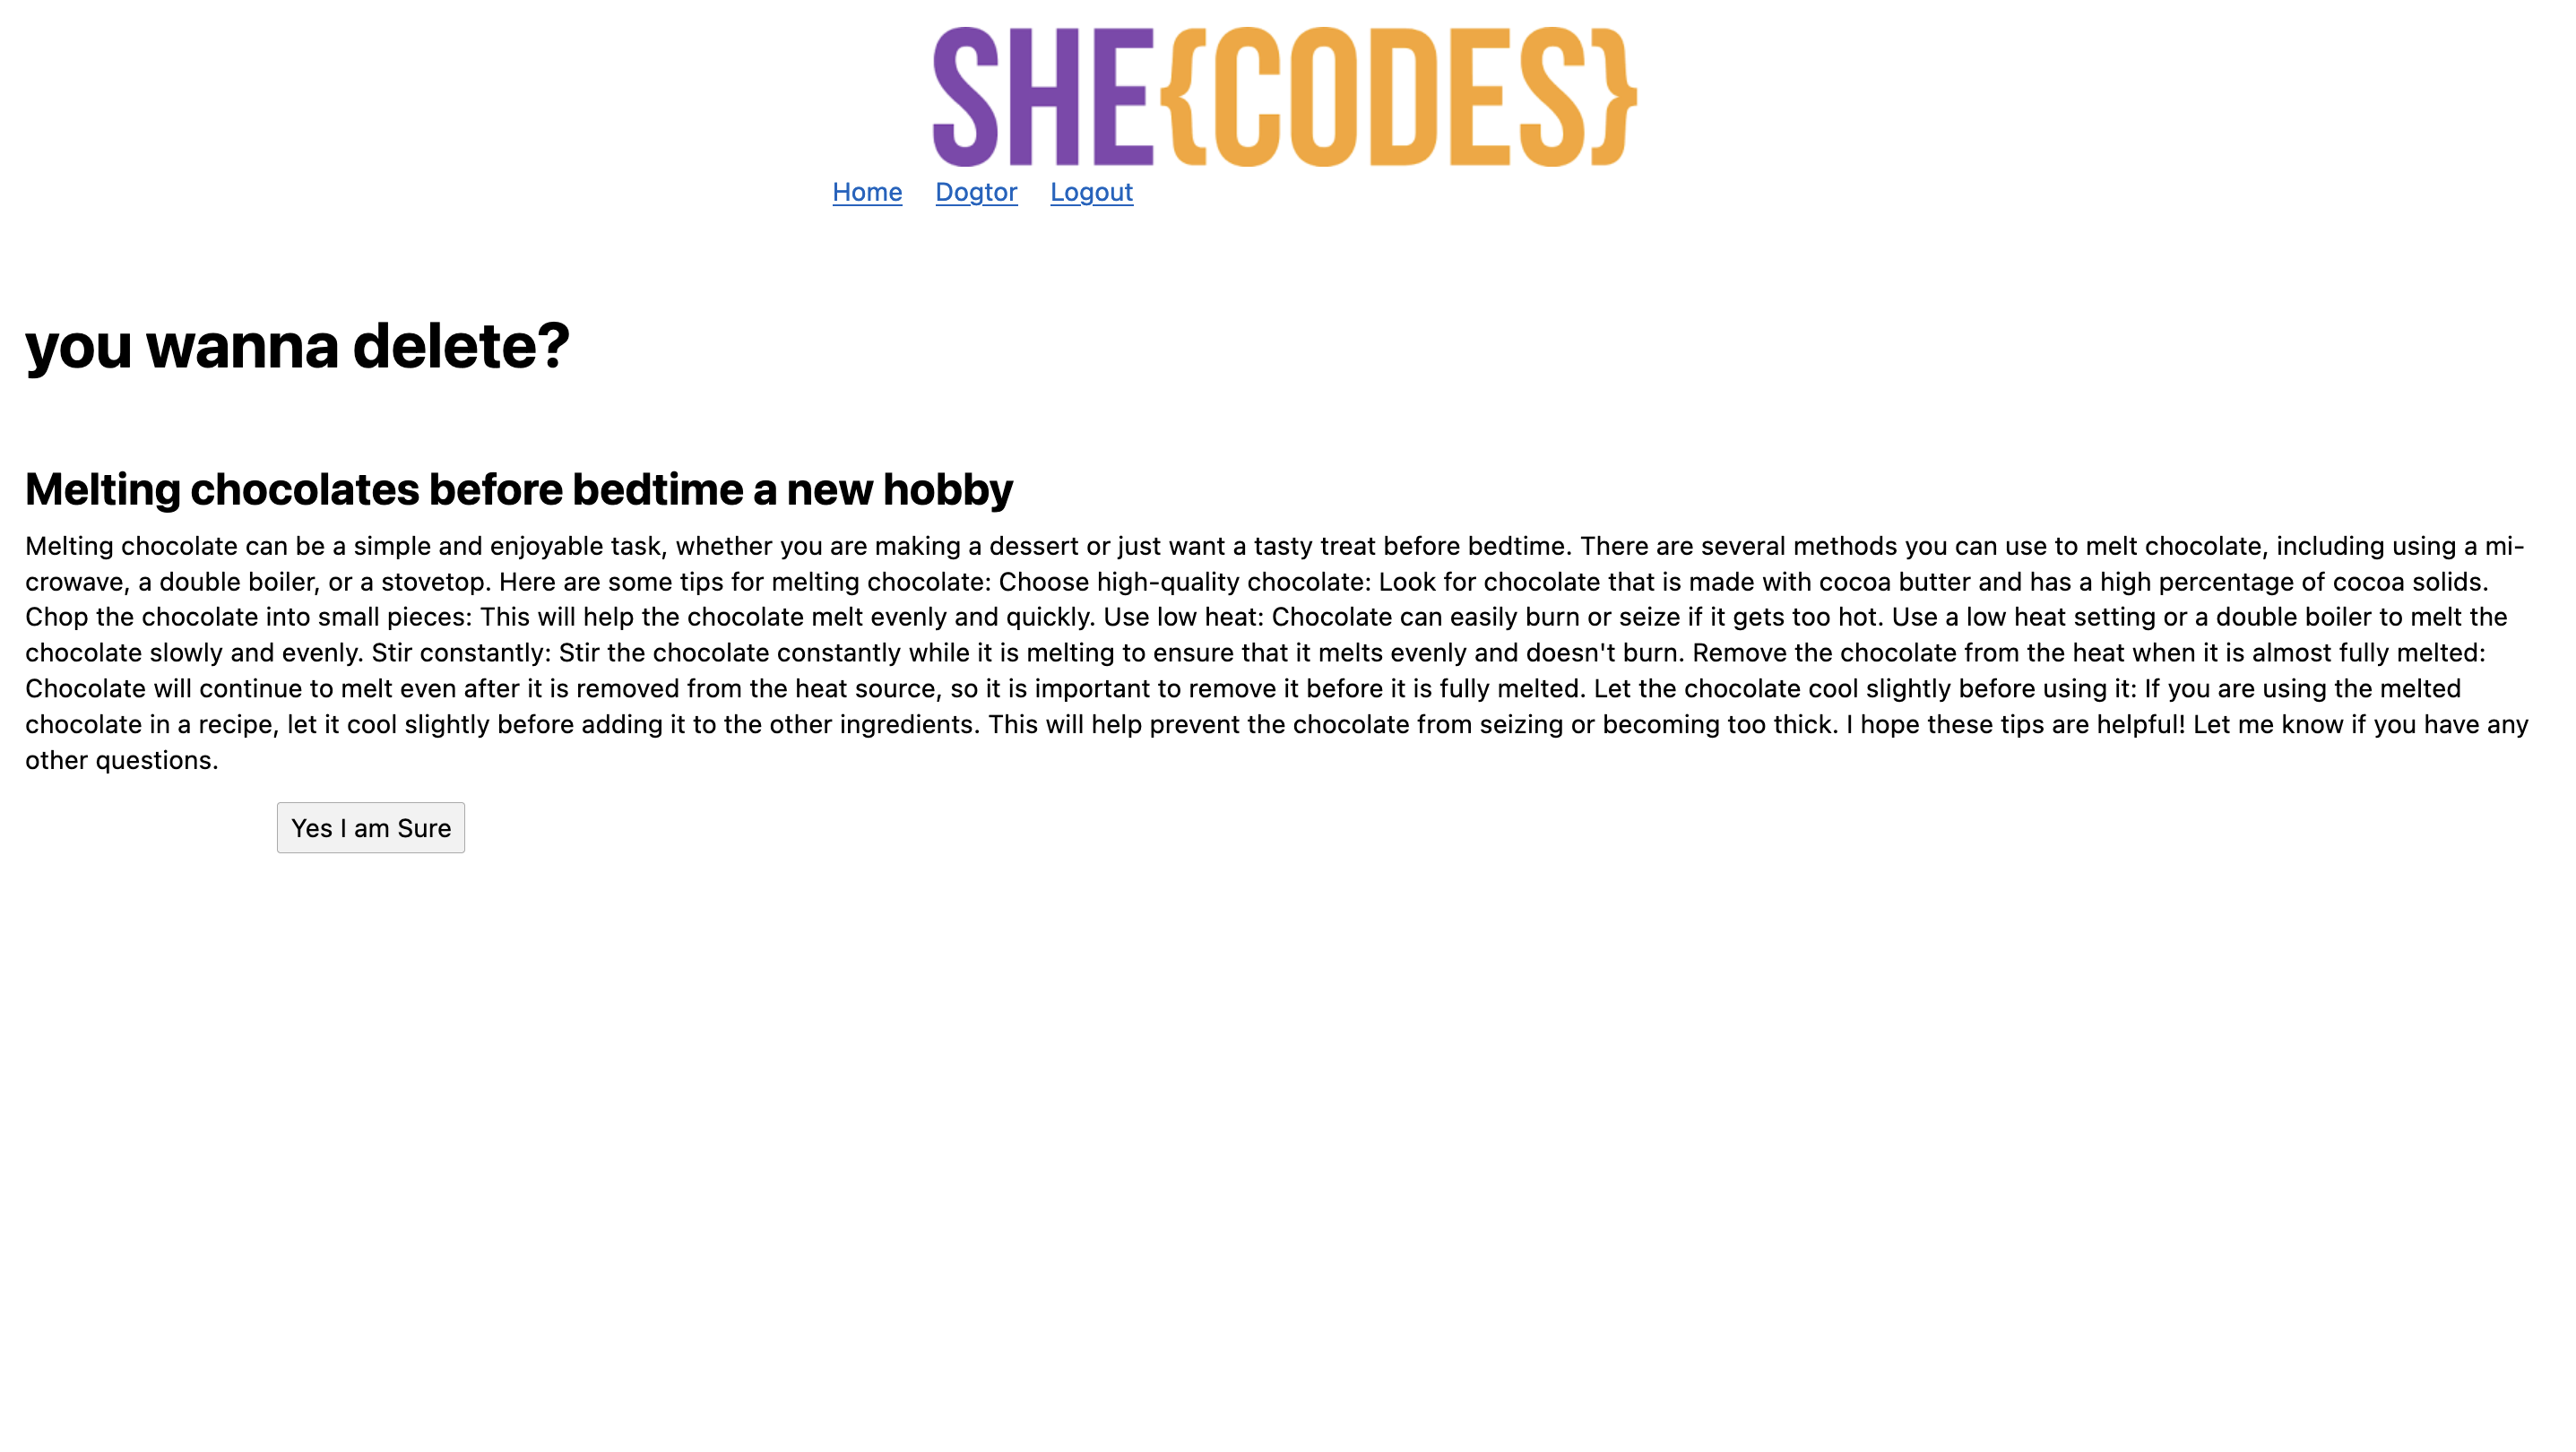 SHE{CODES}
Home Dogtor Logout
you wanna delete?
Melting chocolates before bedtime a new hobby
Melting chocolate can be a simple and enjoyable task, whether you are making a dessert or just want a tasty treat before bedtime. There are several methods you can use to melt chocolate, including using a mi-
crowave, a double boiler, or a stovetop. Here are some tips for melting chocolate: Choose high-quality chocolate: Look for chocolate that is made with cocoa butter and has a high percentage of cocoa solids.
Chop the chocolate into small pieces: This will help the chocolate melt evenly and quickly. Use low heat: Chocolate can easily burn or seize if it gets too hot. Use a low heat setting or a double boiler to melt the
chocolate slowly and evenly. Stir constantly: Stir the chocolate constantly while it is melting to ensure that it melts evenly and doesn't burn. Remove the chocolate from the heat when it is almost fully melted:
Chocolate will continue to melt even after it is removed from the heat source, so it is important to remove it before it is fully melted. Let the chocolate cool slightly before using it: If you are using the melted
chocolate in a recipe, let it cool slightly before adding it to the other ingredients. This will help prevent the chocolate from seizing or becoming too thick. I hope these tips are helpful! Let me know if you have any
other questions.
Yes I am Sure